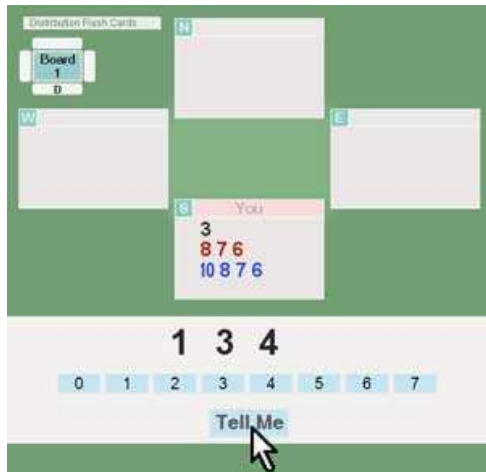 Distribution Flash Cards
N
Board
1
D
W
E
S You
3
8 7 6
10 8 7 6
1 3 4
0 1 2 3 4 5 6 7
Tell Me